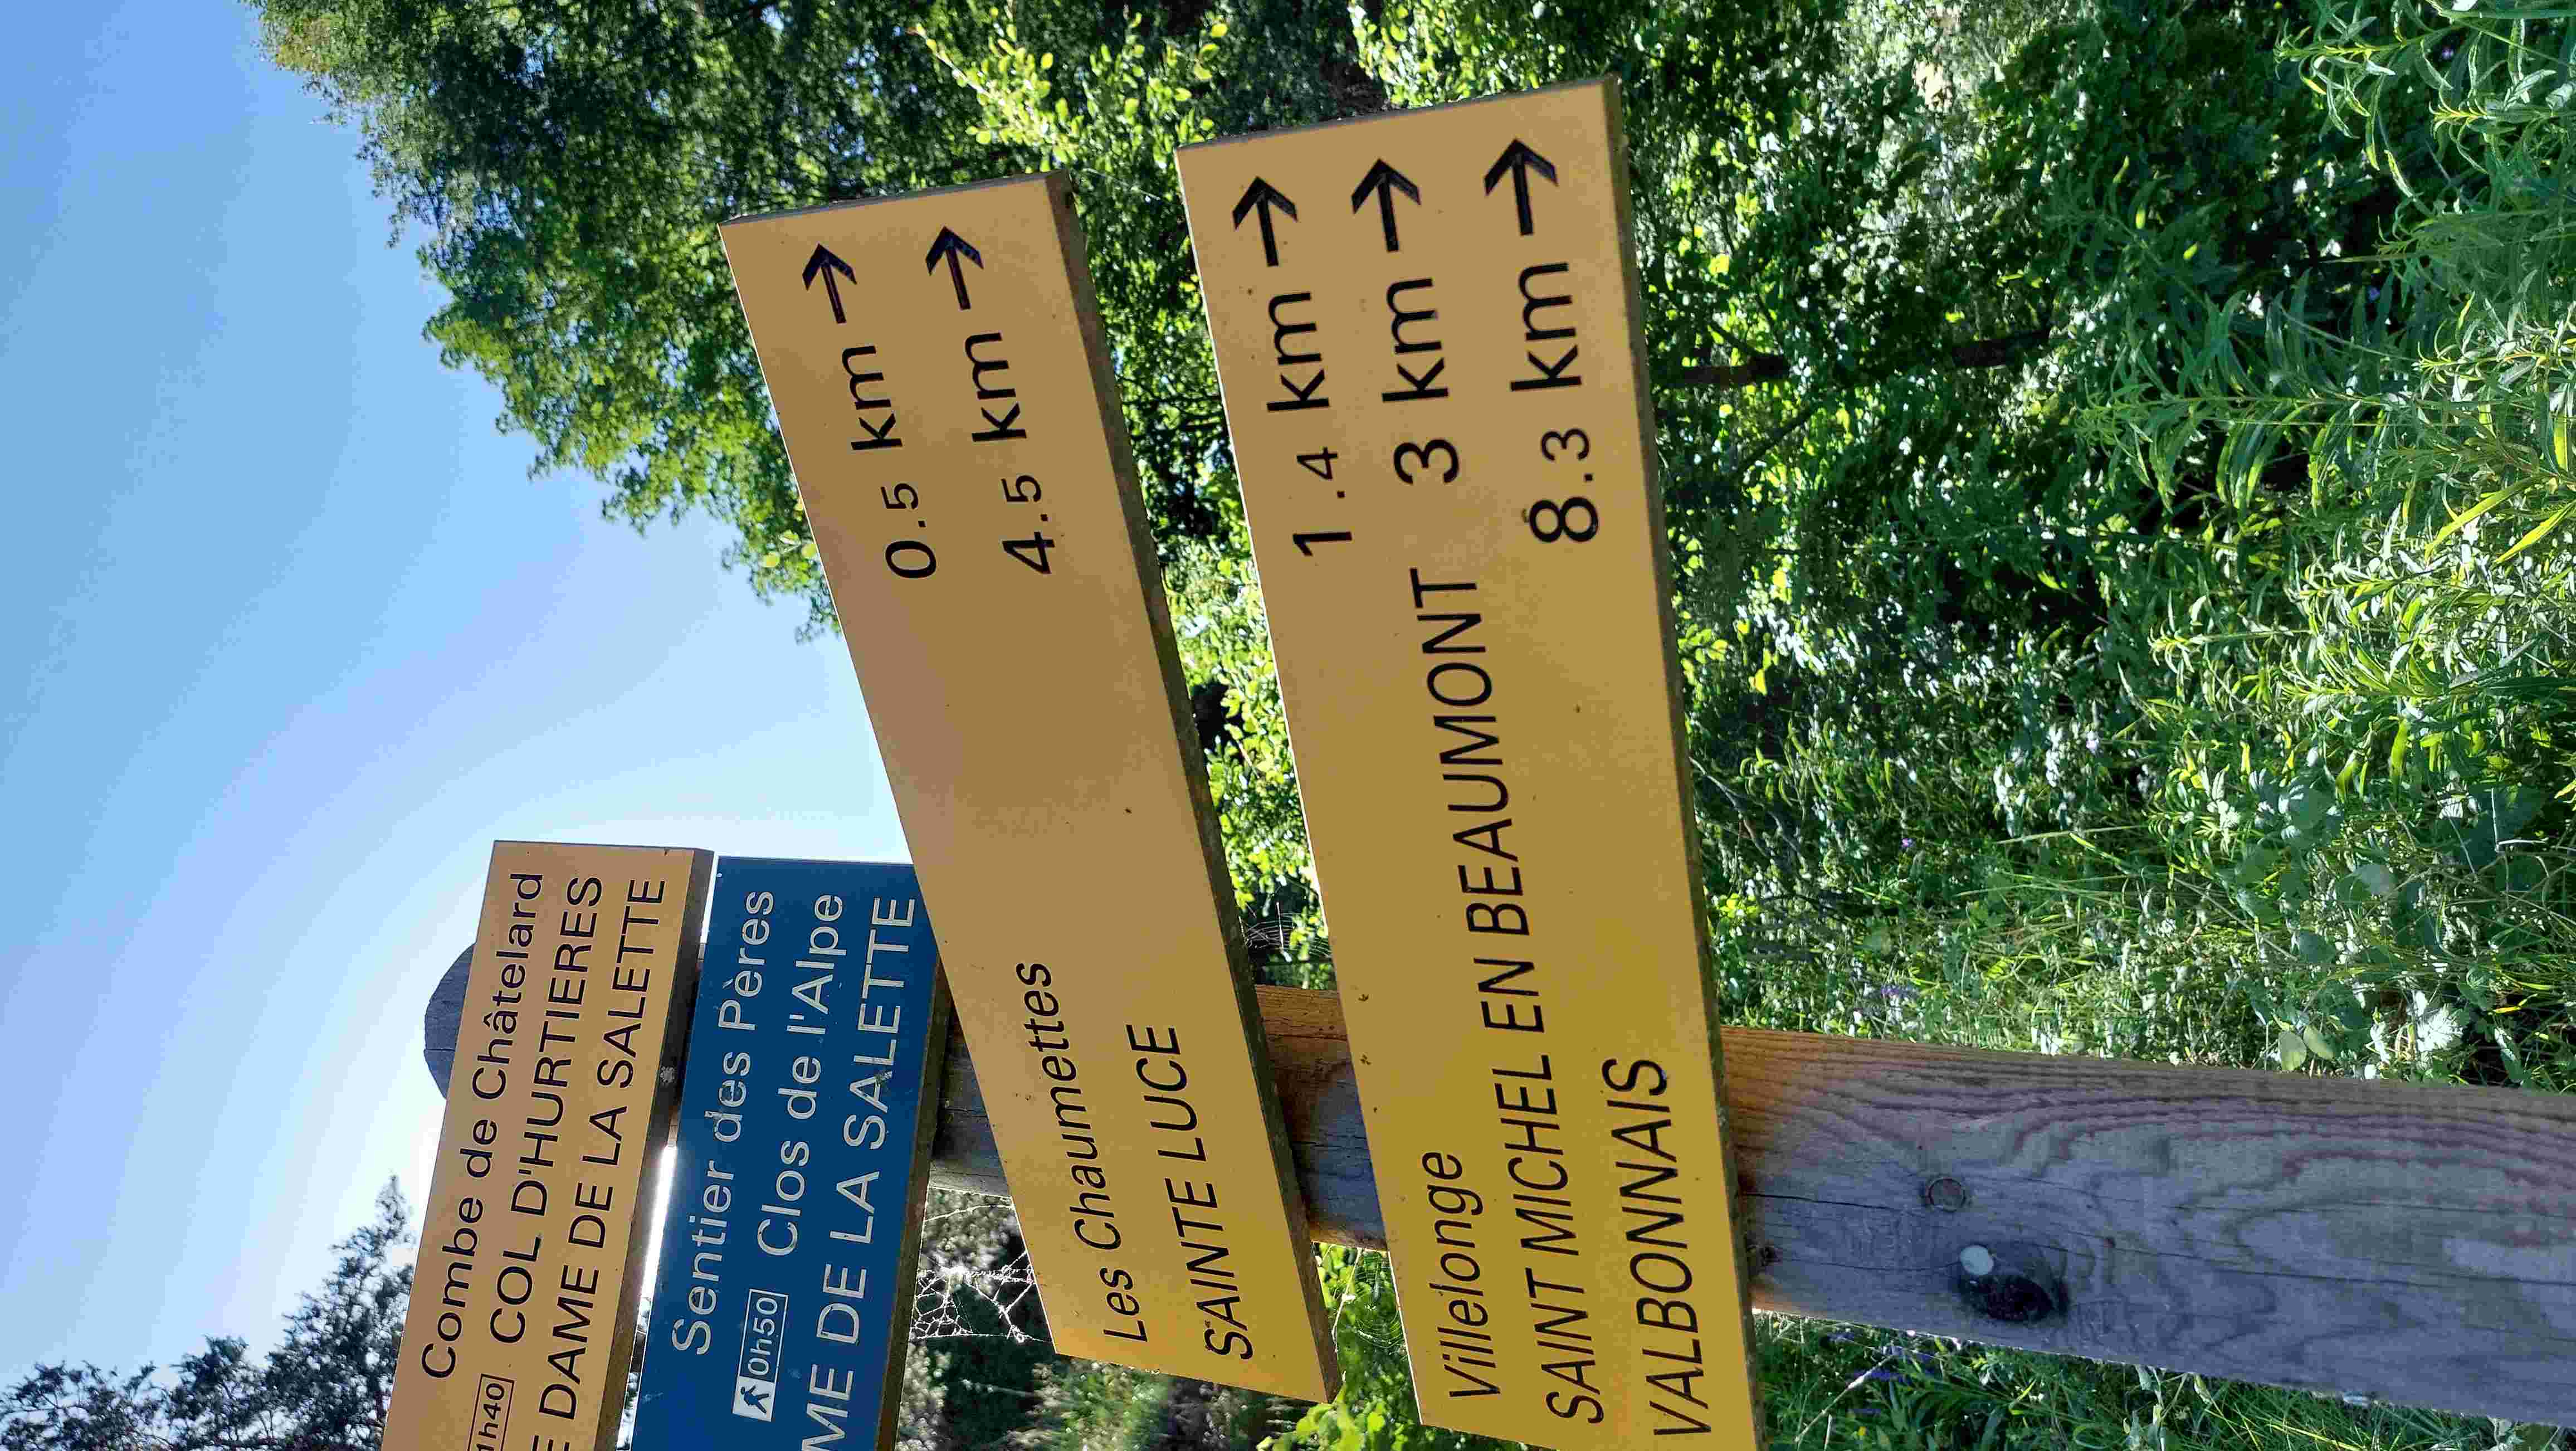 Combe de Châtelard
1h40 COL D'HURTIERES
DAME DE LA SALETTE
Sentier des Pères
0h50 Clos de l'Alpe
DE LA SALETTE
Les Chaumettes 0.5 km →
SAINTE LUCE 4.5 km →
Villelonge 1.4 km →
SAINT MICHEL EN BEAUMONT 3 km →
VALBONNAIS 8.3 km →